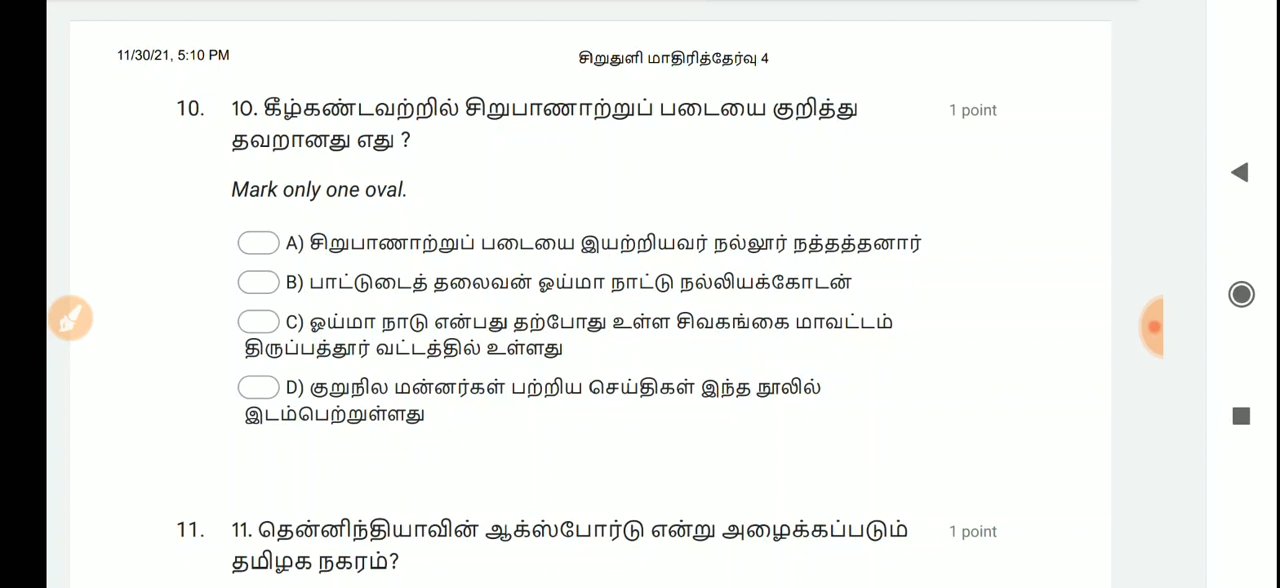 11/30/21, 5:10 PM சிறுதுளி மாதிரித்தேர்வு 4
10. 10. கீழ்கண்டவற்றில் சிறுபாணாற்றுப் படையை குறித்து 1 point
தவறானது எது ?
Mark only one oval.
A) சிறுபாணாற்றுப் படையை இயற்றியவர் நல்லூர் நத்தத்தனார்
B) பாட்டுடைத் தலைவன் ஓய்மா நாட்டு நல்லியக்கோடன்
C) ஓய்மா நாடு என்பது தற்போது உள்ள சிவகங்கை மாவட்டம்
திருப்பத்தூர் வட்டத்தில் உள்ளது
D) குறுநில மன்னர்கள் பற்றிய செய்திகள் இந்த நூலில்
இடம்பெற்றுள்ளது
11. 11. தென்னிந்தியாவின் ஆக்ஸ்போர்டு என்று அழைக்கப்படும் 1 point
தமிழக நகரம்?